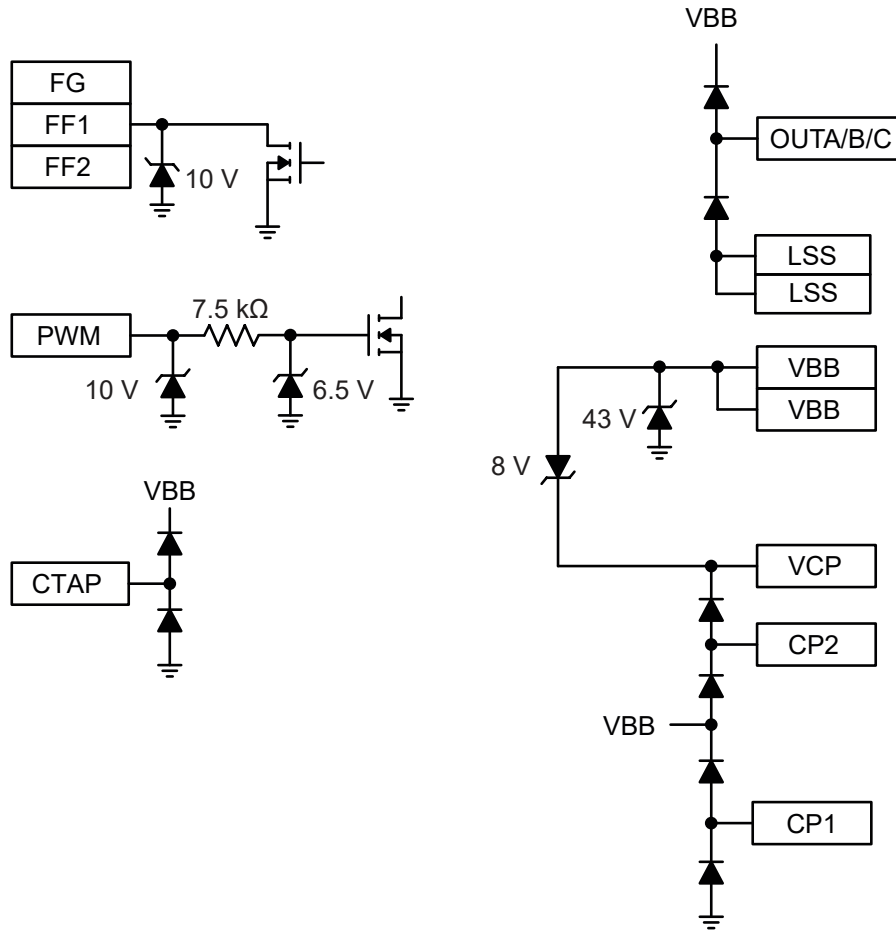 FG
FF1
FF2
10 V
7.5 kΩ
PWM
10 V
6.5 V
VBB
CTAP
VBB
OUTA/B/C
LSS
LSS
VBB
VBB
43 V
8 V
VCP
CP2
VBB
CP1